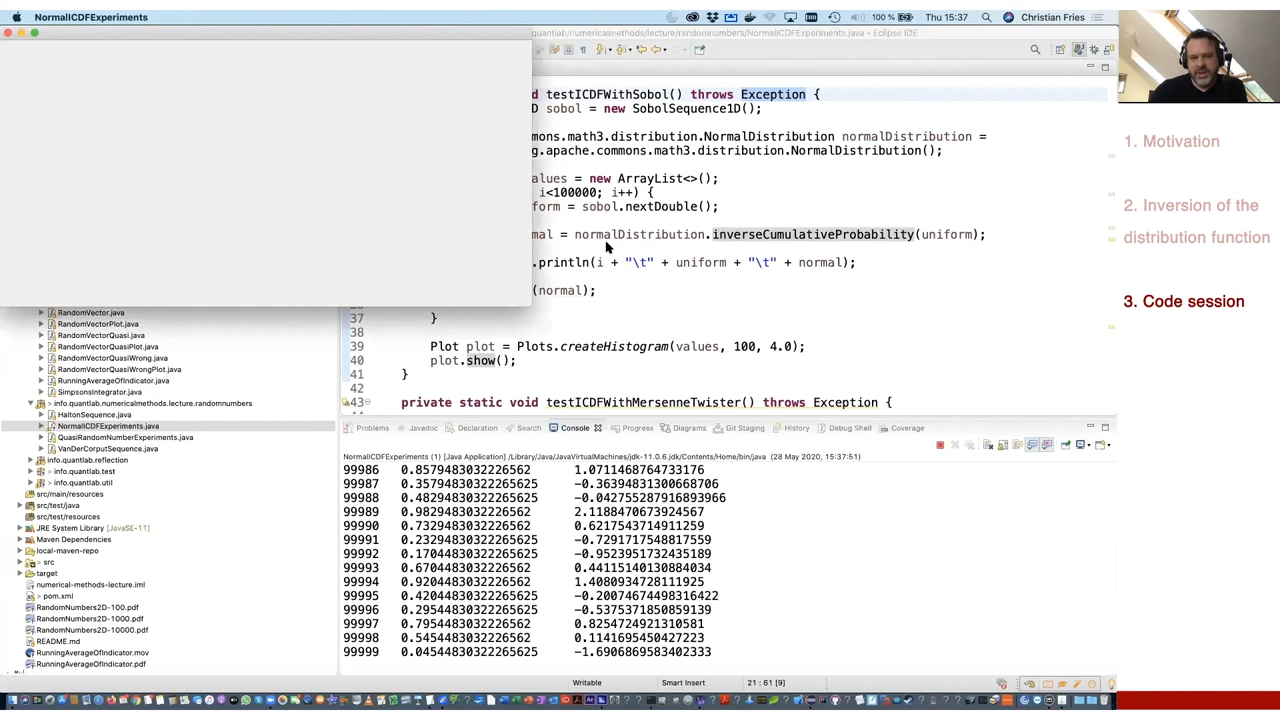 NormalICDFExperiments
100 %
Thu 15:37
Christian Fries
quantlab/numericalmethods/lecture/randomnumbers/NormalICDFExperiments.java - Eclipse IDE
d testICDFWithSobol() throws Exception {
D sobol = new SobolSequence1D();
mons.math3.distribution.NormalDistribution normalDistribution =
g.apache.commons.math3.distribution.NormalDistribution();
alues = new ArrayList<>();
i<100000; i++) {
form = sobol.nextDouble();
mal = normalDistribution.inverseCumulativeProbability(uniform);
.println(i + "\t" + uniform + "\t" + normal);
(normal);
37 }
38
39 Plot plot = Plots.createHistogram(values, 100, 4.0);
40 plot.show();
41 }
42
43 private static void testICDFWithMersenneTwister() throws Exception {
44
1. Motivation
2. Inversion of the
distribution function
3. Code session
RandomVector.java
RandomVectorPlot.java
RandomVectorQuasi.java
RandomVectorQuasiPlot.java
RandomVectorQuasiWrong.java
RandomVectorQuasiWrongPlot.java
RunningAverageOfIndicator.java
SimpsonsIntegrator.java
info.quantlab.numericalmethods.lecture.randomnumbers
HaltonSequence.java
NormalICDFExperiments.java
QuasiRandomNumberExperiments.java
VanDerCorputSequence.java
info.quantlab.reflection
info.quantlab.test
info.quantlab.util
src/main/resources
src/test/java
src/test/resources
JRE System Library [JavaSE-11]
Maven Dependencies
local-maven-repo
src
target
numerical-methods-lecture.iml
pom.xml
RandomNumbers2D-100.pdf
RandomNumbers2D-1000.pdf
RandomNumbers2D-10000.pdf
README.md
RunningAverageOfIndicator.mov
RunningAverageOfIndicator.pdf
Problems
Javadoc
Declaration
Search
Console
Progress
Diagrams
Git Staging
History
Debug Shell
Coverage
NormalICDFExperiments (1) [Java Application] /Library/Java/JavaVirtualMachines/jdk-11.0.6.jdk/Contents/Home/bin/java (28 May 2020, 15:37:51)
99986 0.8579483032226562 1.0711468764733176
99987 0.3579483032226562​5 -0.36394831300668706
99988 0.48294830322265625 -0.042755287916893966
99989 0.9829483032226562 2.1188470673924567
99990 0.7329483032226562 0.6217543714911259
99991 0.23294830322265625 -0.7291717548817559
99992 0.17044830322265625 -0.9523951732435189
99993 0.6704483032226562 0.44115140130884034
99994 0.9204483032226562 1.4080934728111925
99995 0.42044830322265625 -0.20074674498316422
99996 0.29544830322265625 -0.5375371850859139
99997 0.7954483032226562 0.8254724921310581
99998 0.5454483032226562 0.1141695450427223
99999 0.045448303222265625 -1.6906869583402333
Writable
Smart Insert
21 : 61 [9]